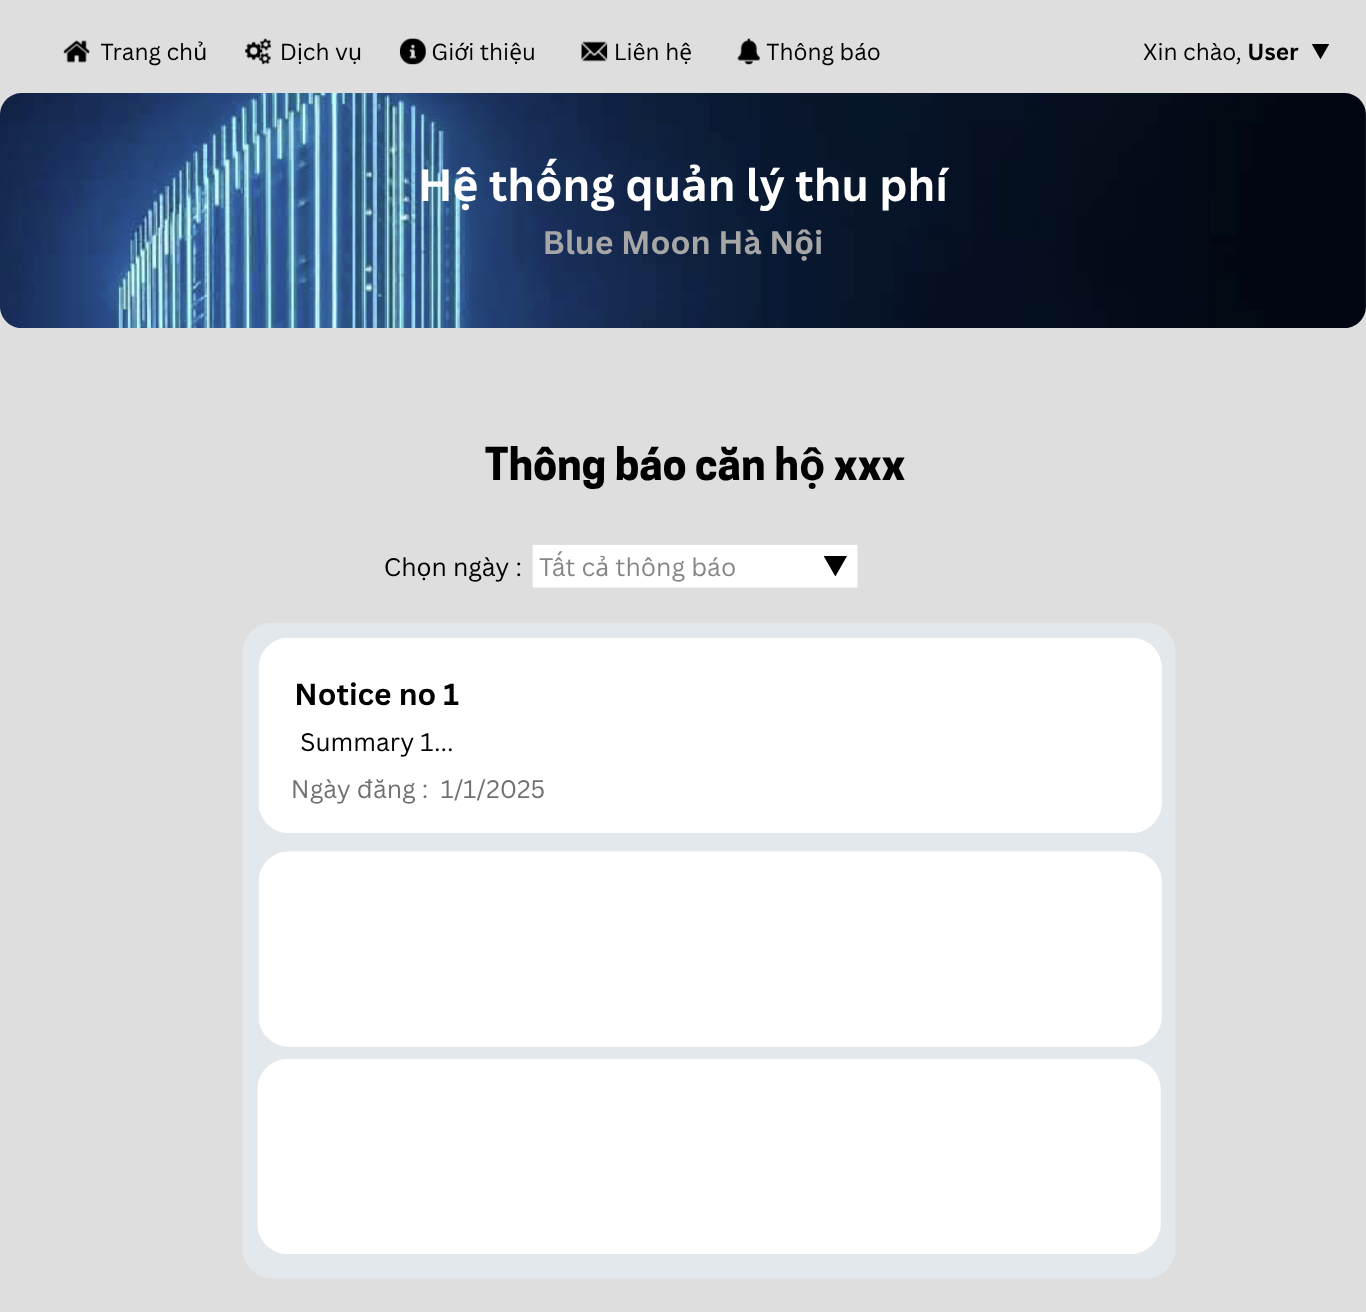 Trang chủ Dịch vụ Giới thiệu Liên hệ Thông báo Xin chào, User
Hệ thống quản lý thu phí
Blue Moon Hà Nội
Thông báo căn hộ xxx
Chọn ngày : Tất cả thông báo
Notice no 1
Summary 1...
Ngày đăng : 1/1/2025